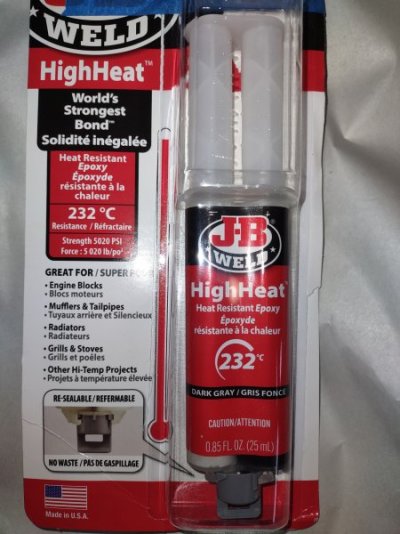 WELD
HighHeat™
World's
Strongest
Bond™
Solidité inégalée
Heat Resistant
Epoxy
Époxyde
résistante à la
chaleur
232 °C
Resistance / Réfractaire
Strength 5020 PSI
Force : 5 020 lb/po²
GREAT FOR / SUPER
• Engine Blocks
• Blocs moteurs
• Mufflers & Tailpipes
• Tuyaux arrière et Silencieux
• Radiators
• Radiateurs
• Grills & Stoves
• Grills et poêles
• Other Hi-Temp Projects
• Projets à température élevée
RE-SEALABLE / REFERMABLE
NO WASTE / PAS DE GASPILLAGE
Made in U.S.A.
J-B
WELD
HighHeat™
Heat Resistant Epoxy
Époxyde
résistante à la chaleur
232°C
DARK GRAY / GRIS FONCÉ
CAUTION/ATTENTION
0.85 FL. OZ. (25 mL)